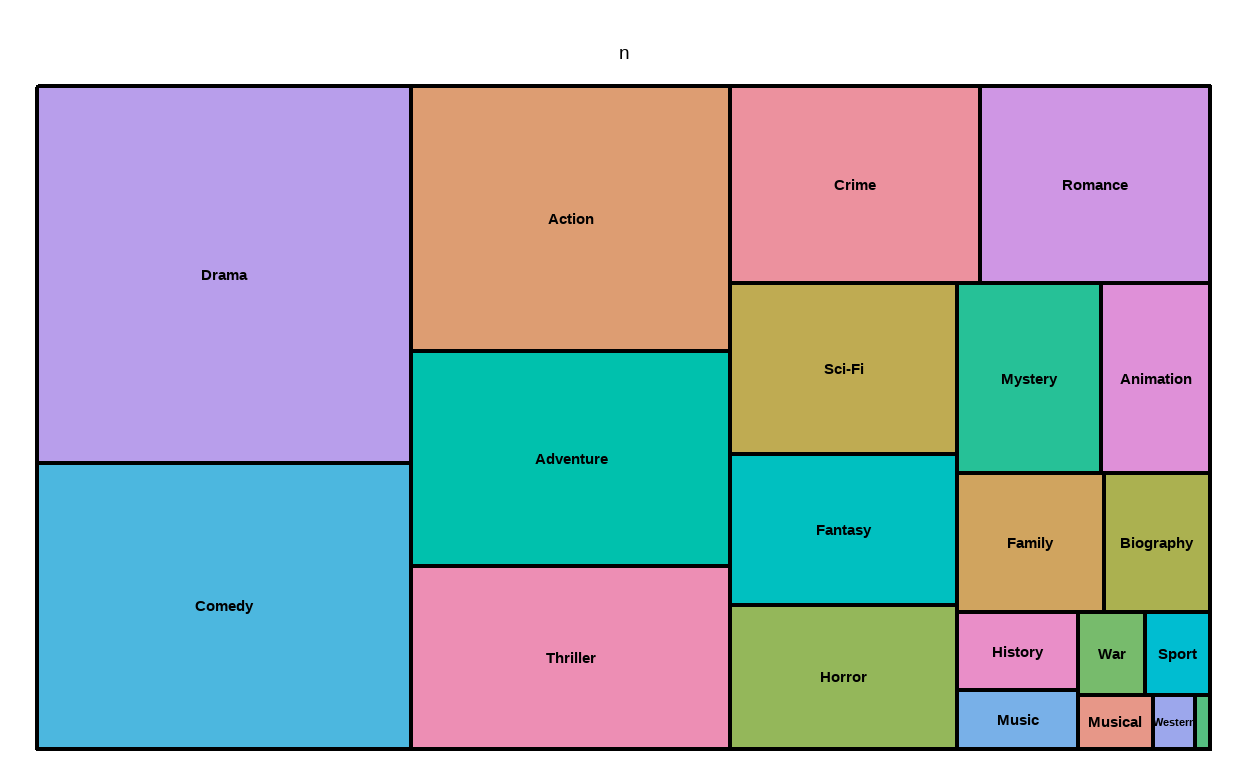 n
Drama
Comedy
Action
Adventure
Thriller
Crime
Romance
Sci-Fi
Fantasy
Horror
Mystery
Animation
Family
Biography
History
Music
War
Sport
Musical
Western